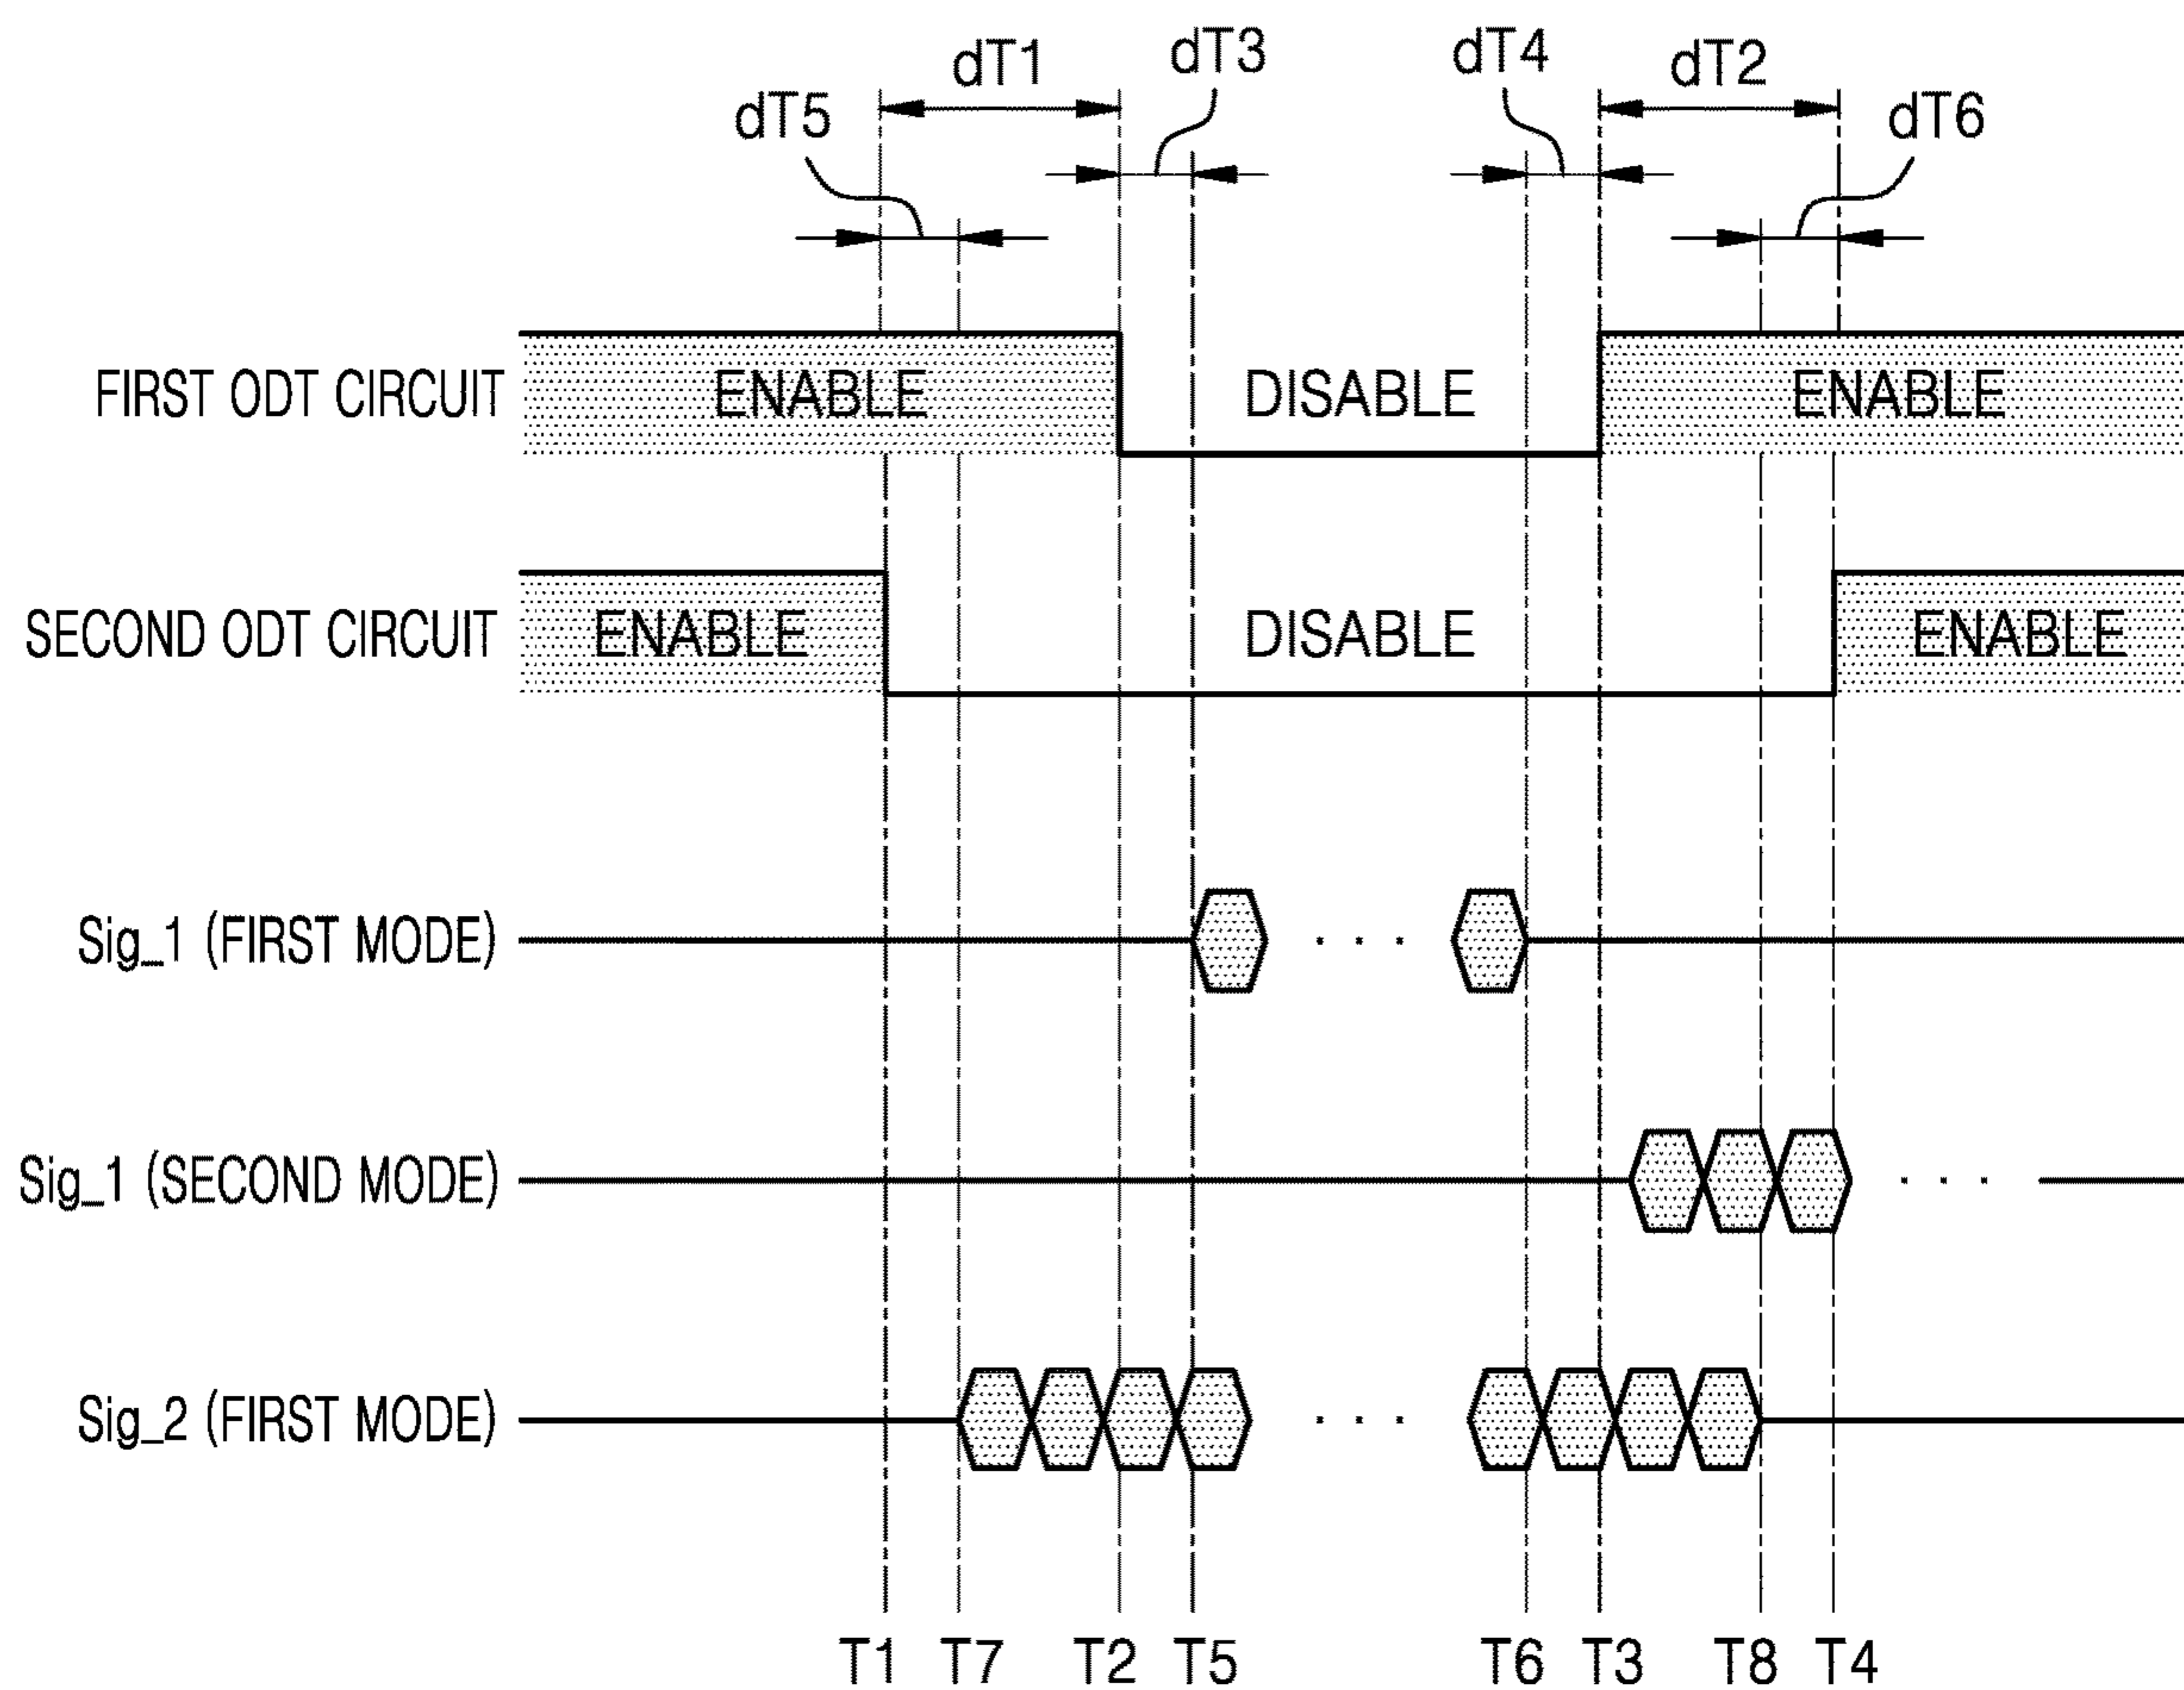 dT1 dT3 dT4 dT2
dT5 dT6
FIRST ODT CIRCUIT ENABLE DISABLE ENABLE
SECOND ODT CIRCUIT ENABLE DISABLE ENABLE
Sig_1 (FIRST MODE) . . .
Sig_1 (SECOND MODE) . . .
Sig_2 (FIRST MODE) . . .
T1 T7 T2 T5 T6 T3 T8 T4